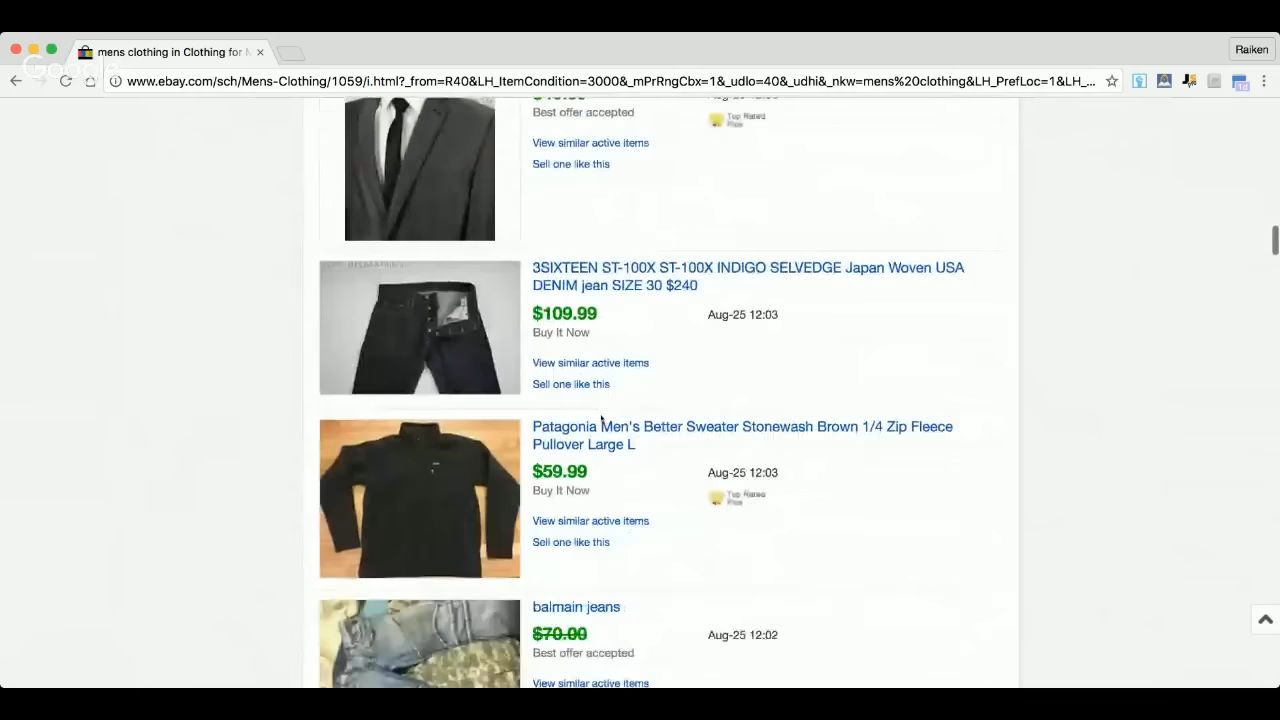 mens clothing in Clothing for M
Raiken
Google
www.ebay.com/sch/Mens-Clothing/1059/i.html?_from=R40&LH_ItemCondition=3000&_mPrRngCbx=1&_udlo=40&_udhi&_nkw=mens%20clothing&LH_PrefLoc=1&LH_...
Best offer accepted
Top Rated
Plus
View similar active items
Sell one like this
3SIXTEEN ST-100X ST-100X INDIGO SELVEDGE Japan Woven USA
DENIM jean SIZE 30 $240
$109.99
Aug-25 12:03
Buy It Now
View similar active items
Sell one like this
Patagonia Men's Better Sweater Stonewash Brown 1/4 Zip Fleece
Pullover Large L
$59.99
Aug-25 12:03
Buy It Now
Top Rated
Plus
View similar active items
Sell one like this
balmain jeans
$70.00
Aug-25 12:02
Best offer accepted
View similar active items